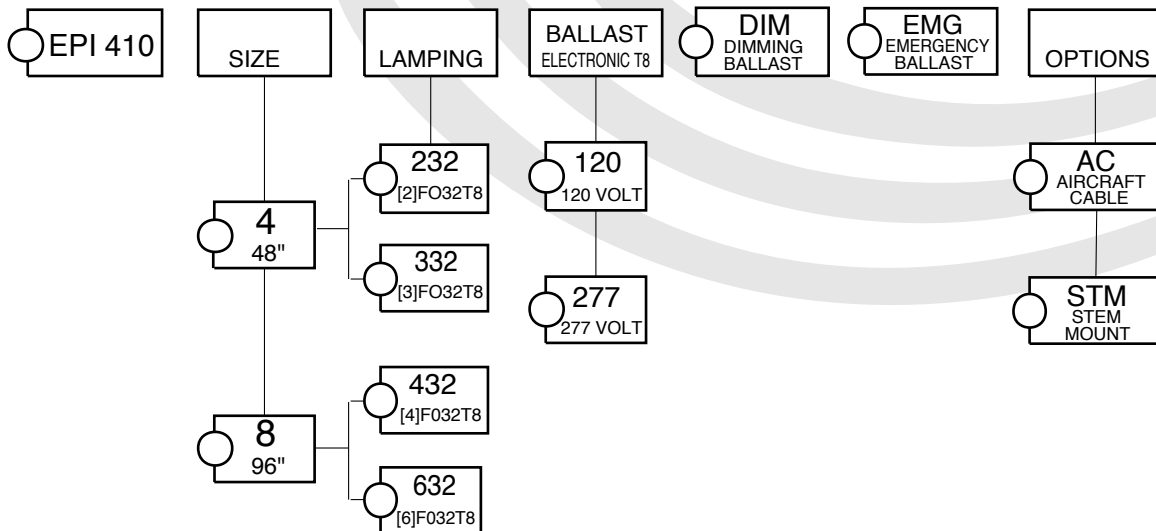 EPI 410
SIZE
LAMPING
BALLAST
ELECTRONIC T8
DIM
DIMMING
BALLAST
EMG
EMERGENCY
BALLAST
OPTIONS
4
48"
8
96"
232
[2]FO32T8
332
[3]FO32T8
432
[4]F032T8
632
[6]F032T8
120
120 VOLT
277
277 VOLT
AC
AIRCRAFT
CABLE
STM
STEM
MOUNT